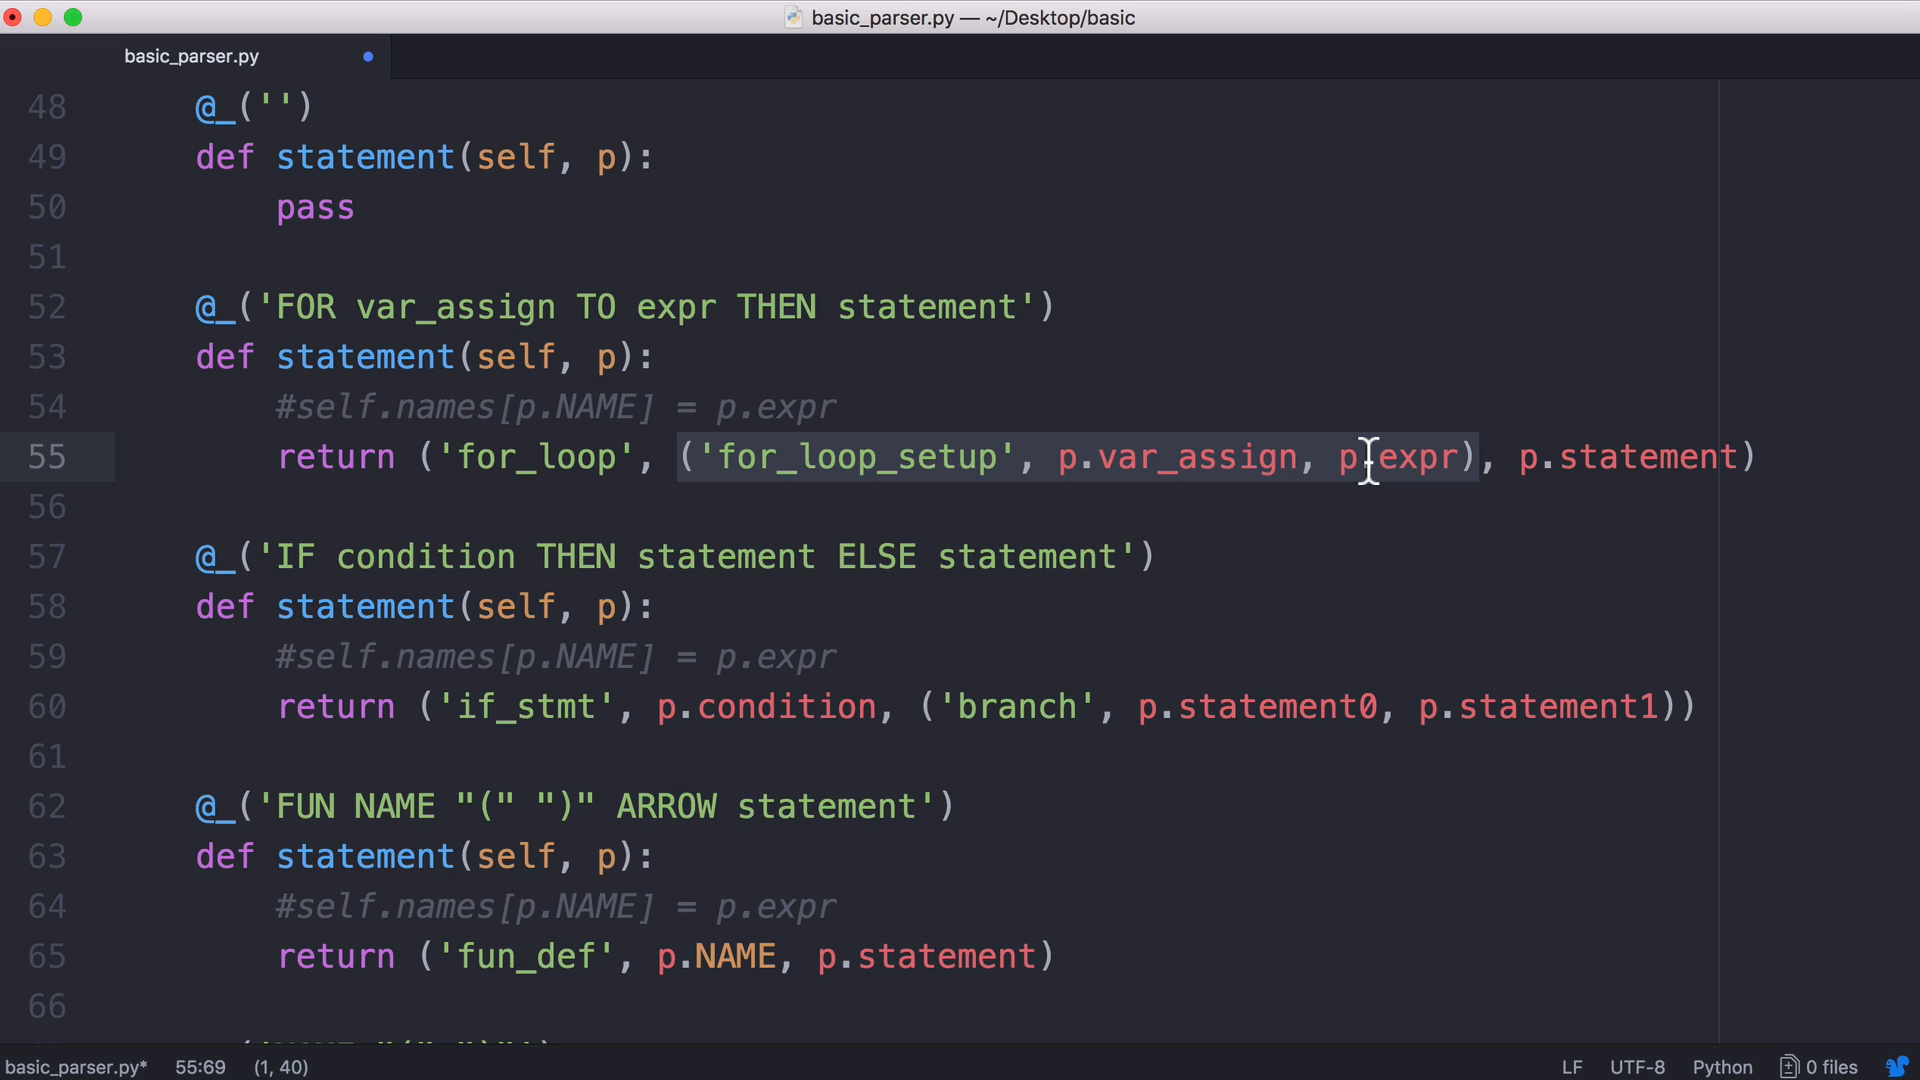 basic_parser.py — ~/Desktop/basic
basic_parser.py
48 @_('')
49 def statement(self, p):
50 pass
51
52 @_('FOR var_assign TO expr THEN statement')
53 def statement(self, p):
54 #self.names[p.NAME] = p.expr
55 return ('for_loop', ('for_loop_setup', p.var_assign, p.expr), p.statement)
56
57 @_('IF condition THEN statement ELSE statement')
58 def statement(self, p):
59 #self.names[p.NAME] = p.expr
60 return ('if_stmt', p.condition, ('branch', p.statement0, p.statement1))
61
62 @_('FUN NAME "(" ")" ARROW statement')
63 def statement(self, p):
64 #self.names[p.NAME] = p.expr
65 return ('fun_def', p.NAME, p.statement)
66
basic_parser.py* 55:69 (1, 40) LF UTF-8 Python 0 files